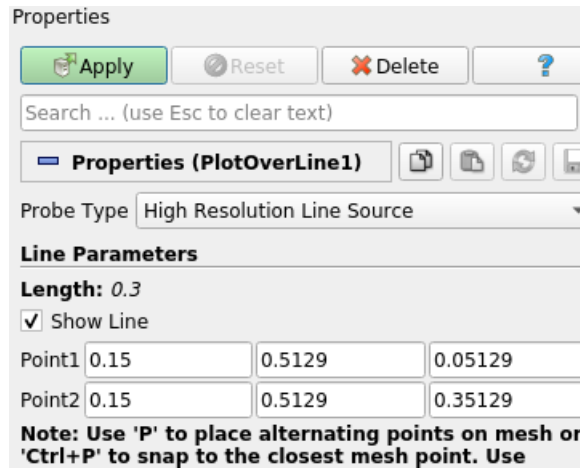 Properties
Apply Reset Delete ?
Search ... (use Esc to clear text)
Properties (PlotOverLine1)
Probe Type High Resolution Line Source
Line Parameters
Length: 0.3
Show Line
Point1 0.15 0.5129 0.05129
Point2 0.15 0.5129 0.35129
Note: Use 'P' to place alternating points on mesh or
'Ctrl+P' to snap to the closest mesh point. Use